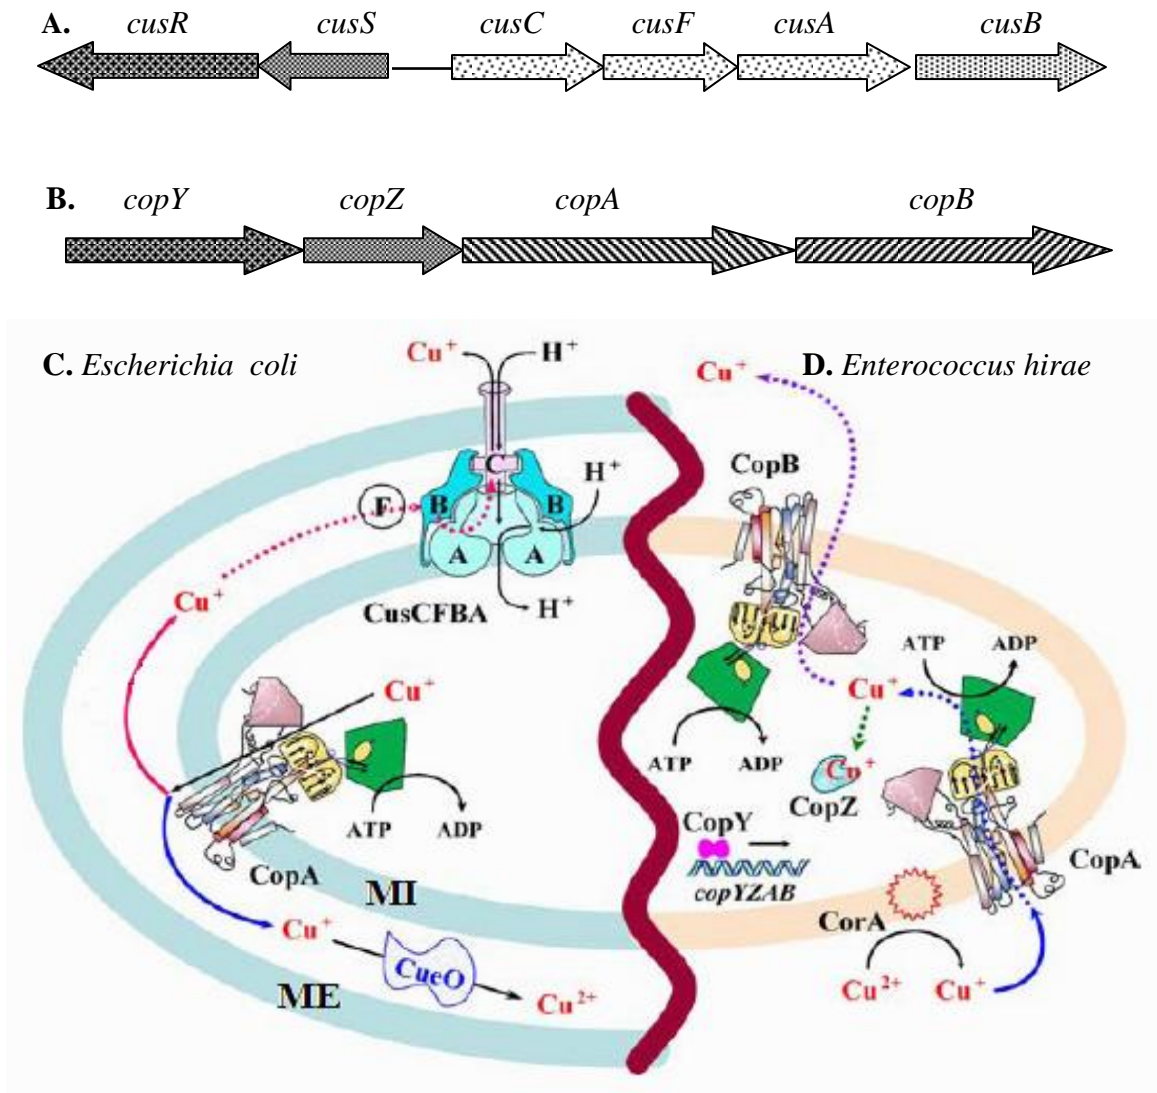 A. cusR cusS cusC cusF cusA cusB
B. copY copZ copA copB
C. Escherichia coli
Cu+ H+
D. Enterococcus hirae
Cu+
CopB
C
H+
F
B B
A A
Cu+
H+
CusCFBA
ATP ADP
Cu+
Cu+
ATP ADP
Cu+
CopZ
ATP ADP
CopY
CopA
CopA
MI
copYZAB
CorA
Cu+
CueO
Cu2+ Cu+
ME
Cu2+